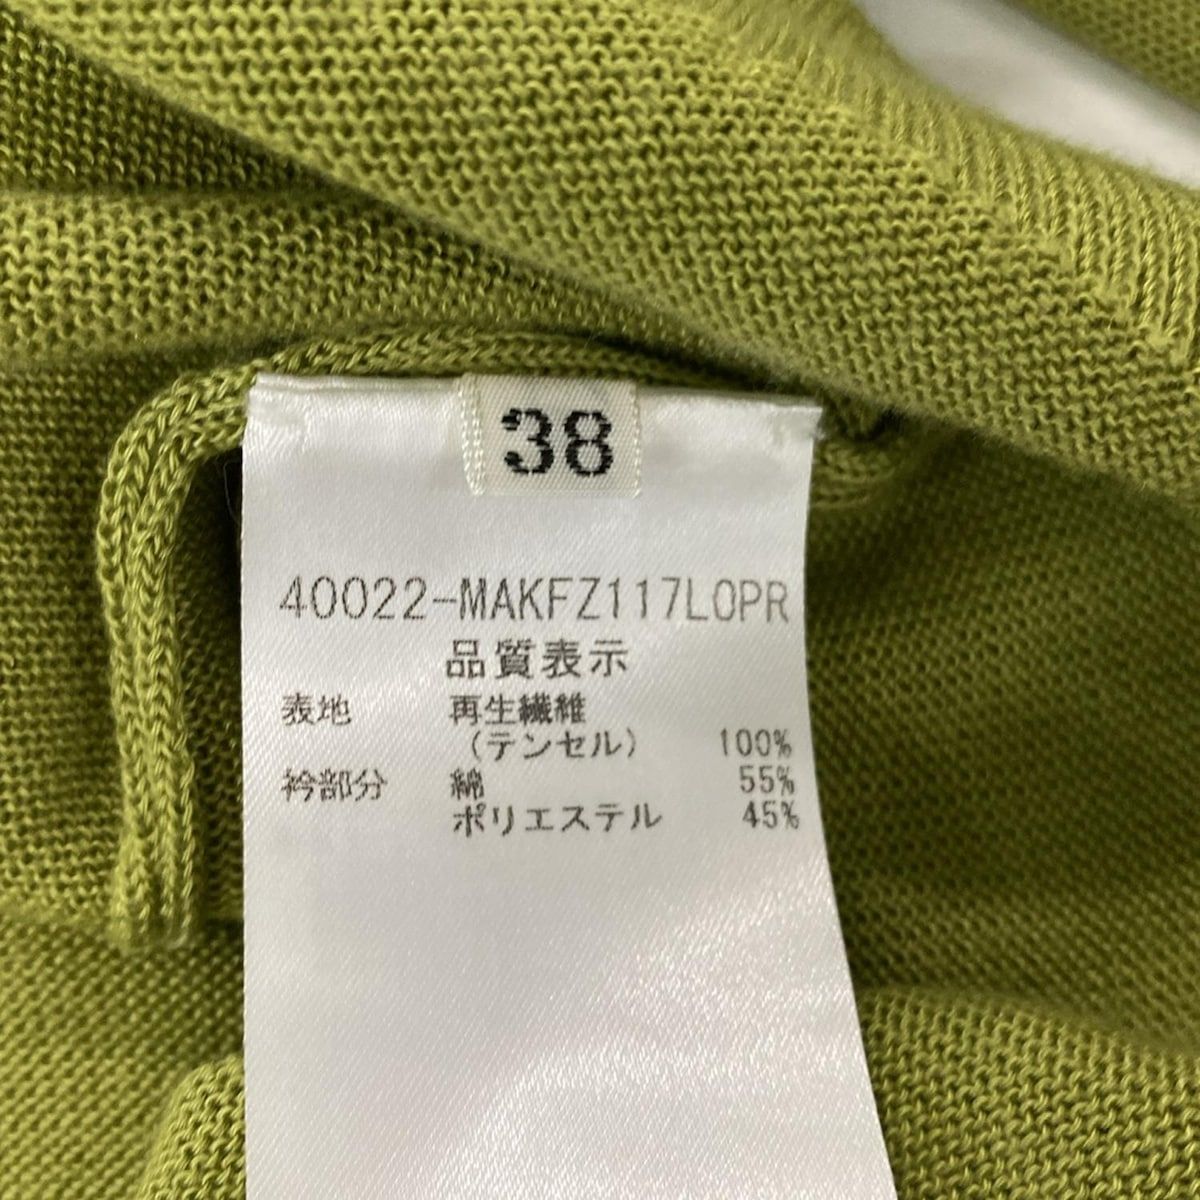 38
40022-MAKFZ117LOPR
品質表示
表地 再生繊維
(テンセル) 100%
衿部分 綿 55%
ポリエステル 45%